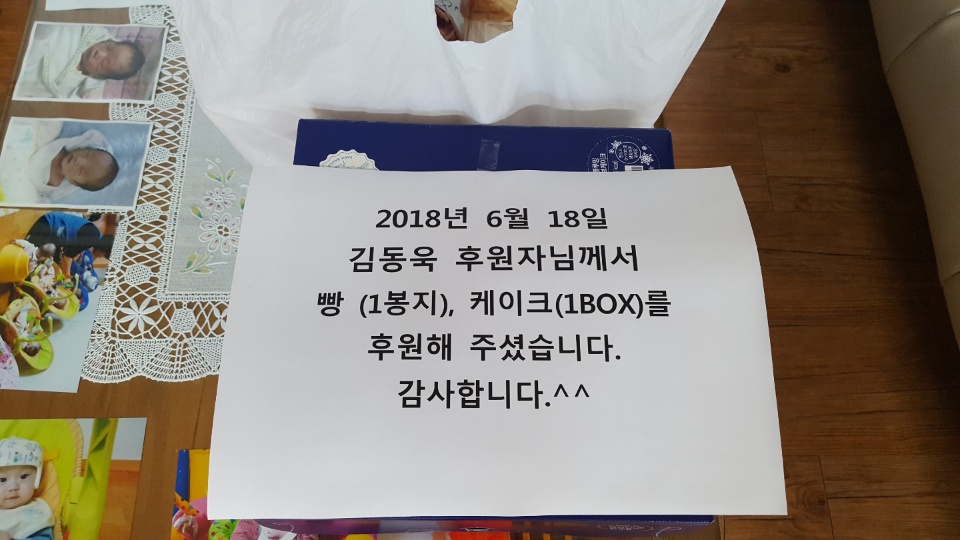 2018년 6월 18일
김동욱 후원자님께서
빵 (1봉지), 케이크(1BOX)를
후원해 주셨습니다.
감사합니다.^^